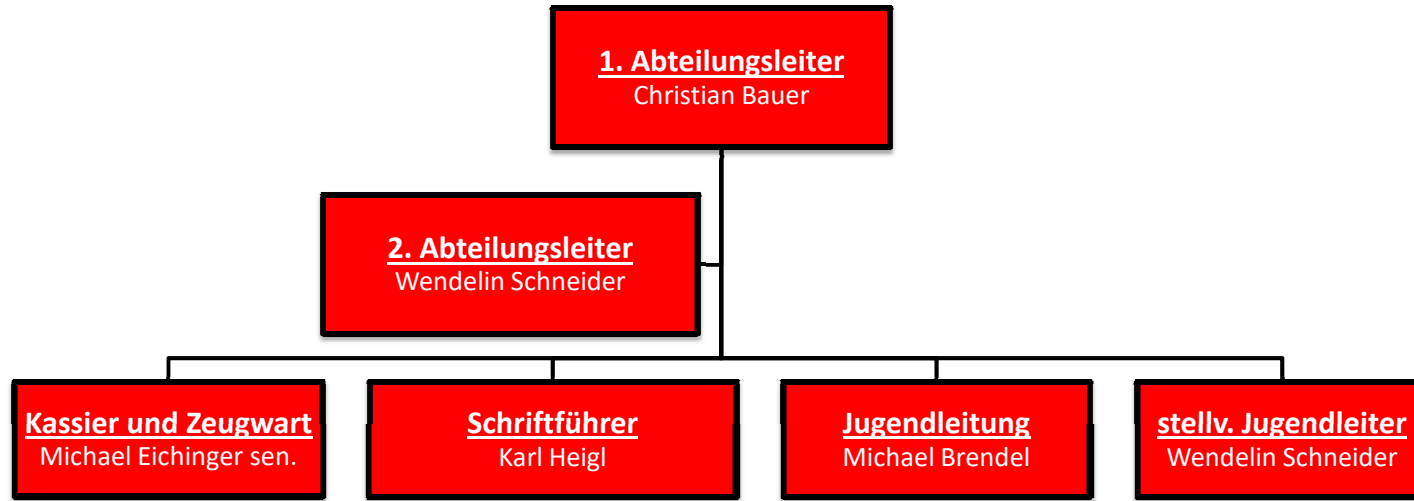 1. Abteilungsleiter
Christian Bauer
2. Abteilungsleiter
Wendelin Schneider
Kassier und Zeugwart
Michael Eichinger sen.
Schriftführer
Karl Heigl
Jugendleitung
Michael Brendel
stellv. Jugendleiter
Wendelin Schneider